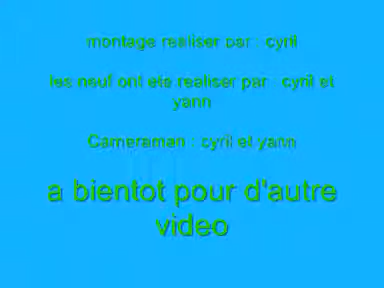 montage realiser par : cyril
les neuf ont ete realiser par : cyril et
yann
Cameraman : cyril et yann
a bientot pour d'autre
video